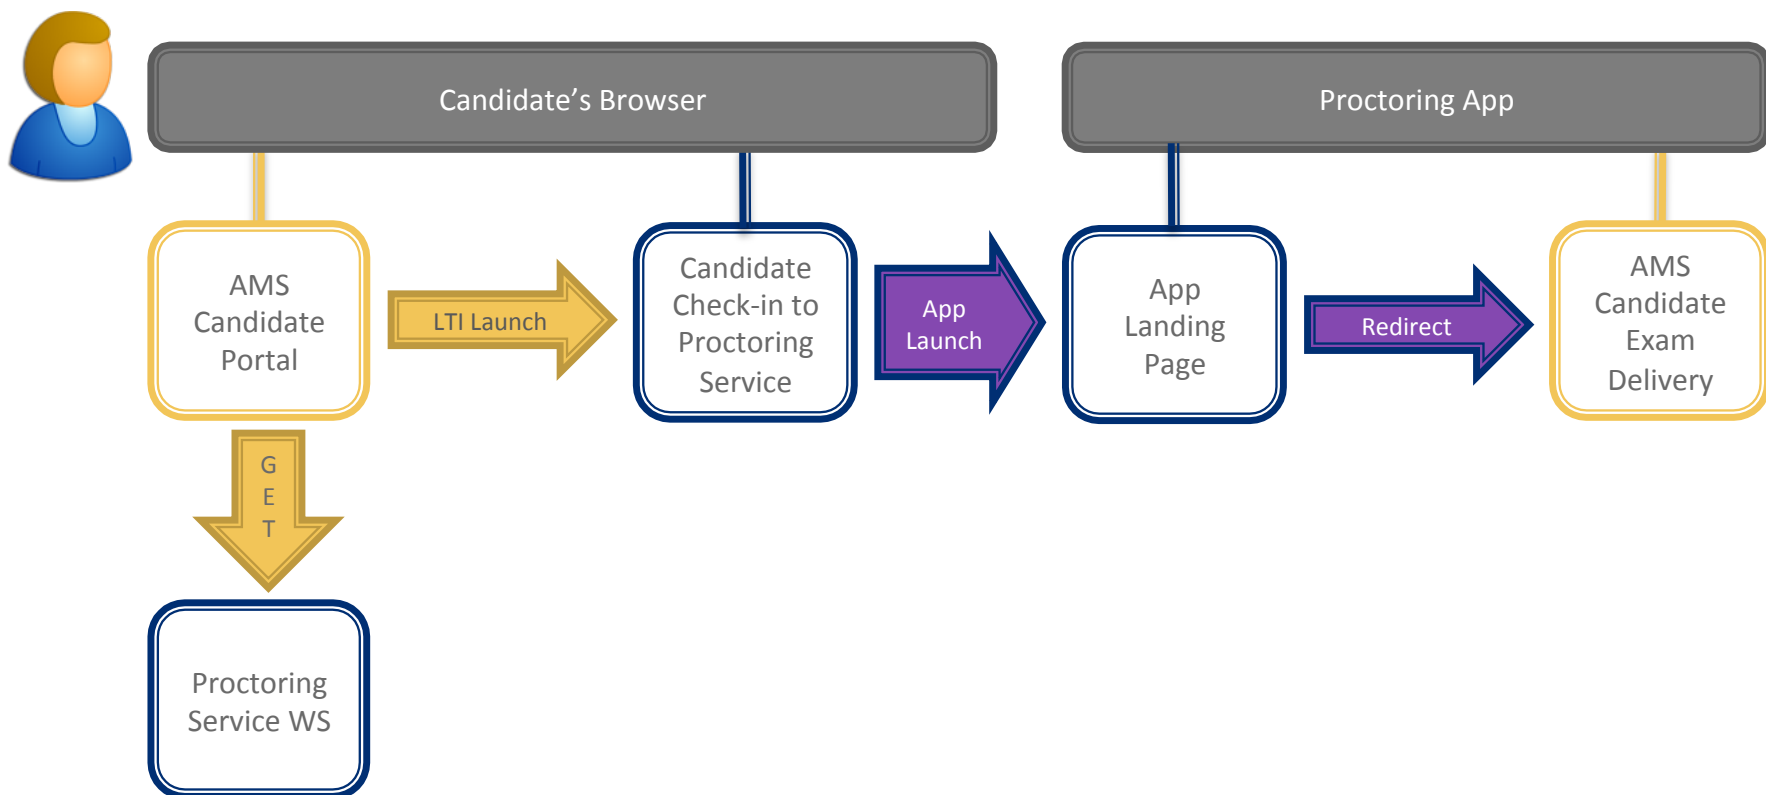 Candidate’s Browser
Proctoring App
AMS
Candidate
Portal
LTI Launch
Candidate
Check-in to
Proctoring
Service
App
Launch
App
Landing
Page
Redirect
AMS
Candidate
Exam
Delivery
G
E
T
Proctoring
Service WS